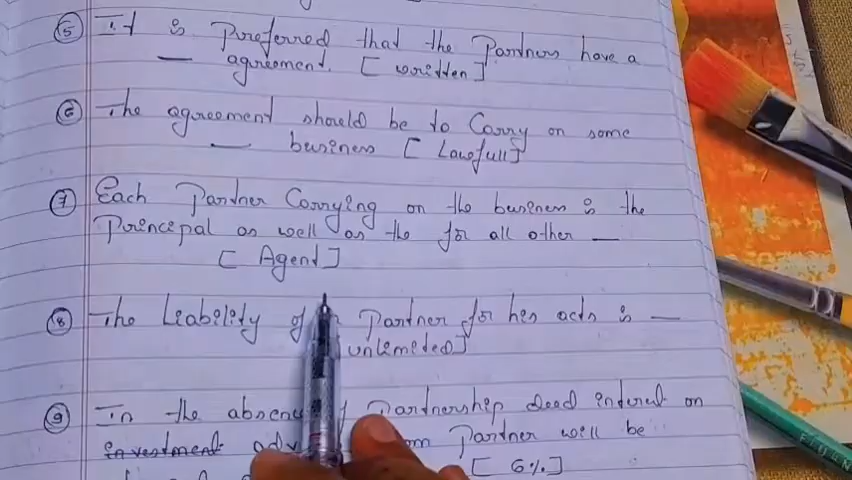 (5) It is Preferred that the Partners have a
— agreement. [written]
(6) The agreement should be to Carry on some
— business [Lawfull]
(7) Each Partner Carrying on the business is the
Principal as well as the for all other —
[Agent]
(8) The Liability of Partner for his acts is —
unlimited]
(9) In the absence Partnership deed interest on
Partner will be
[6%]